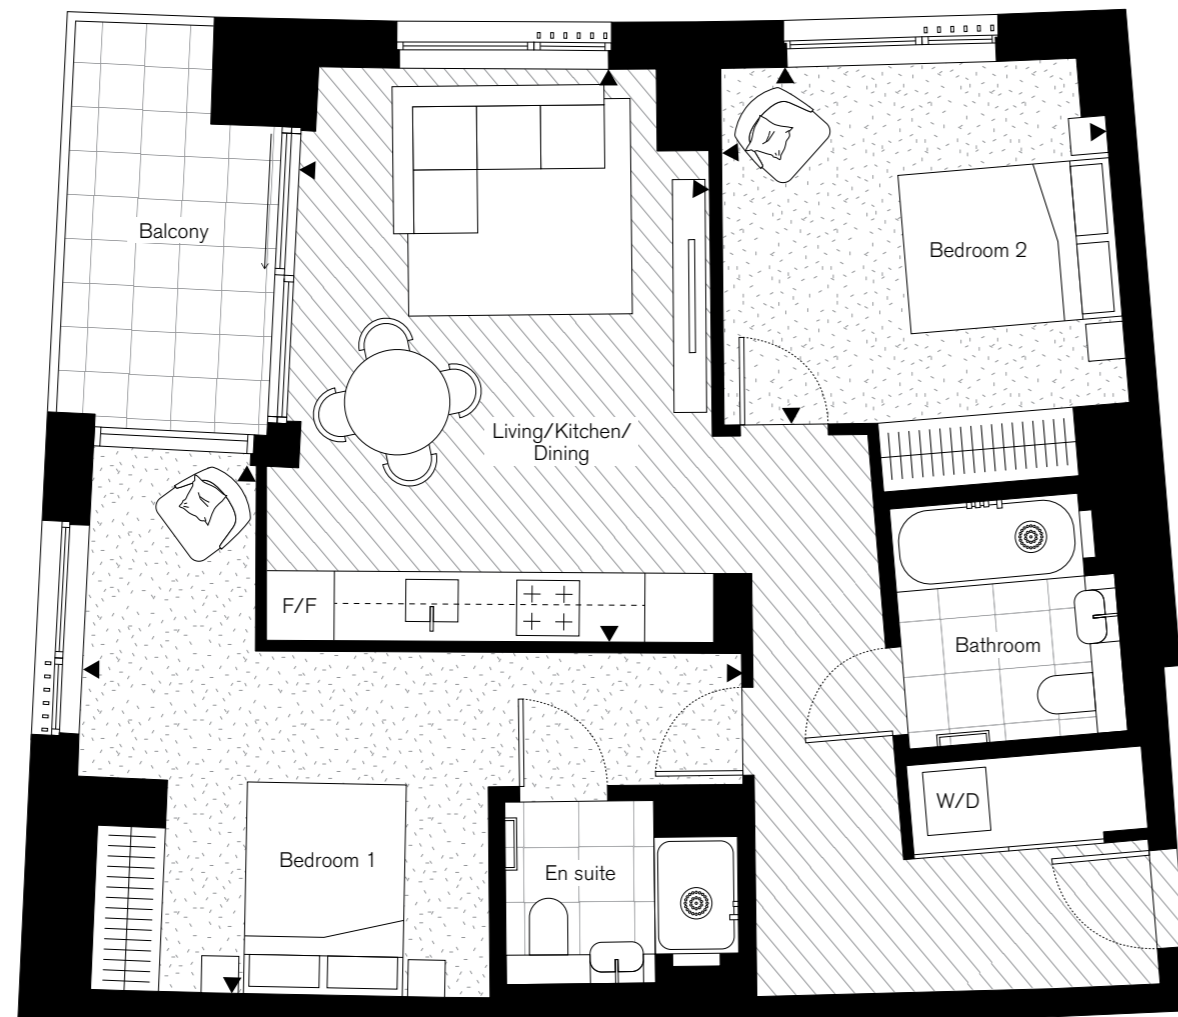 Balcony
Bedroom 2
Living/Kitchen/
Dining
F/F
Bathroom
W/D
Bedroom 1
En suite